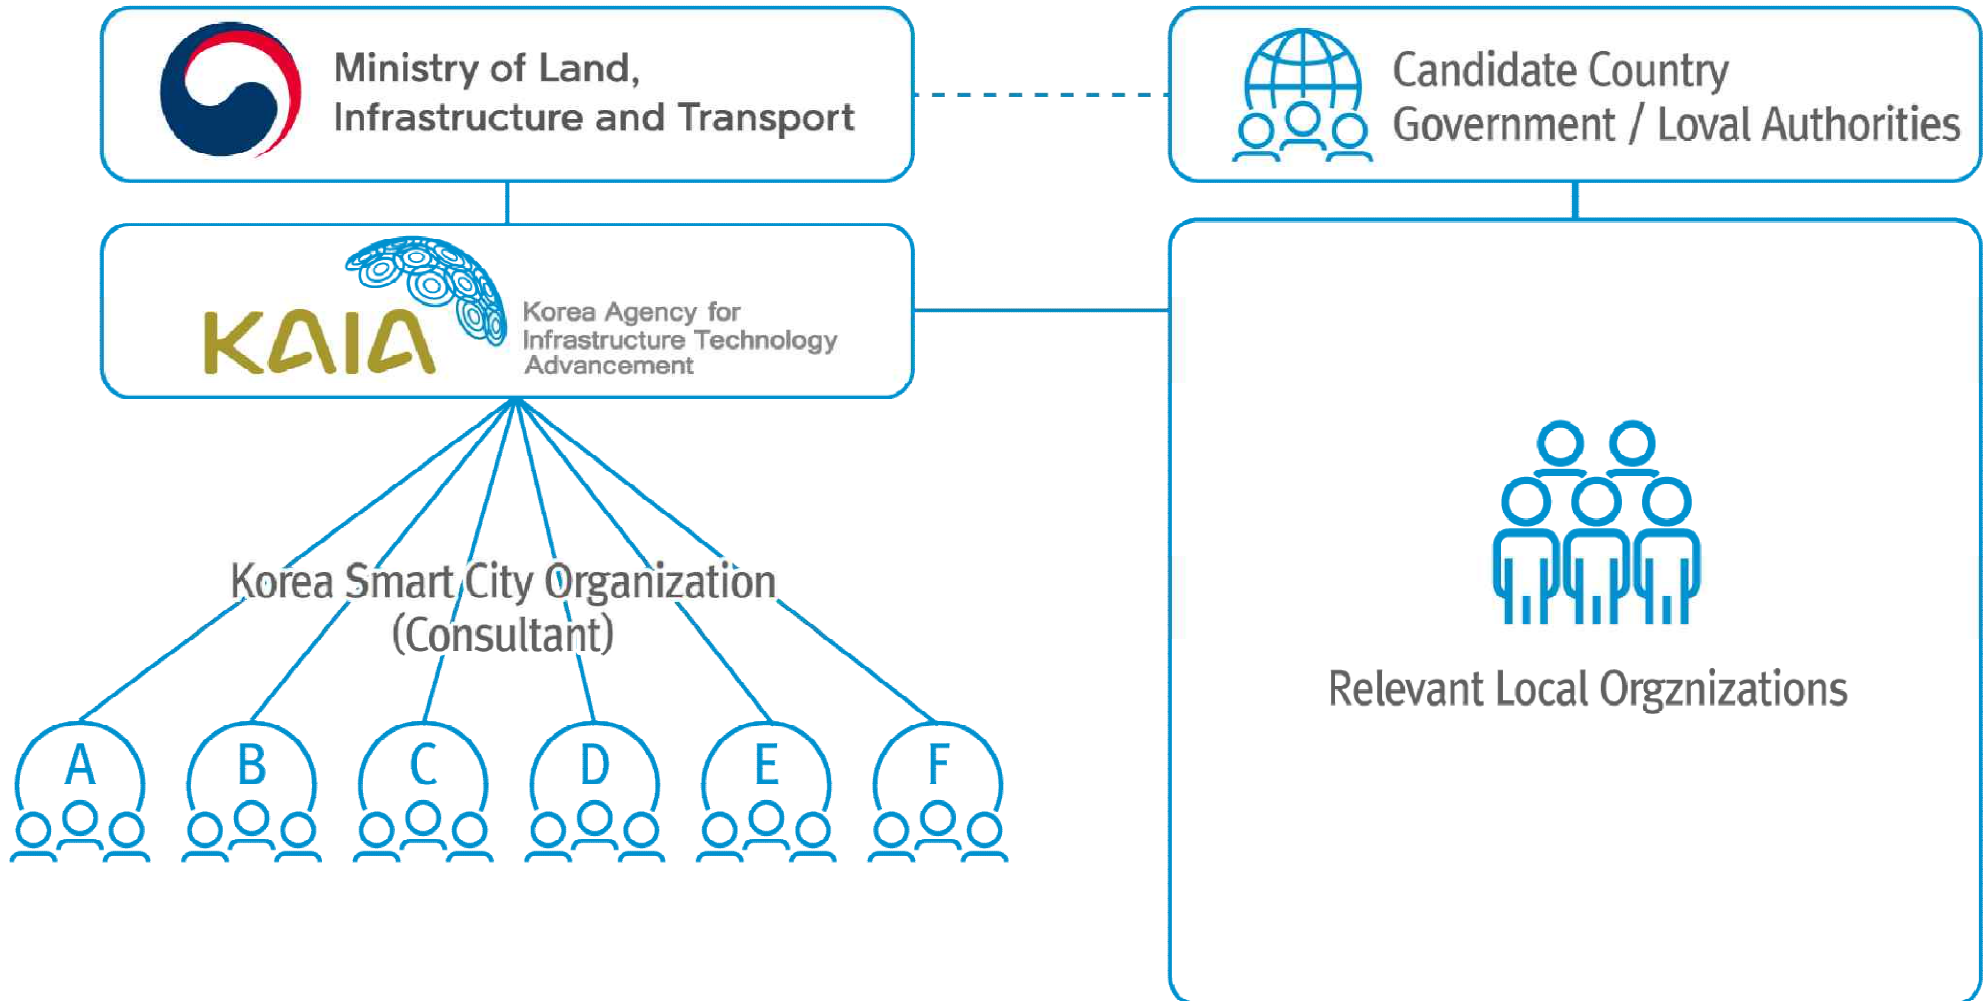 Ministry of Land,
Infrastructure and Transport
Candidate Country
Government / Loval Authorities
KAIA
Korea Agency for
Infrastructure Technology
Advancement
Korea Smart City Organization
(Consultant)
A
B
C
D
E
F
Relevant Local Orgznizations